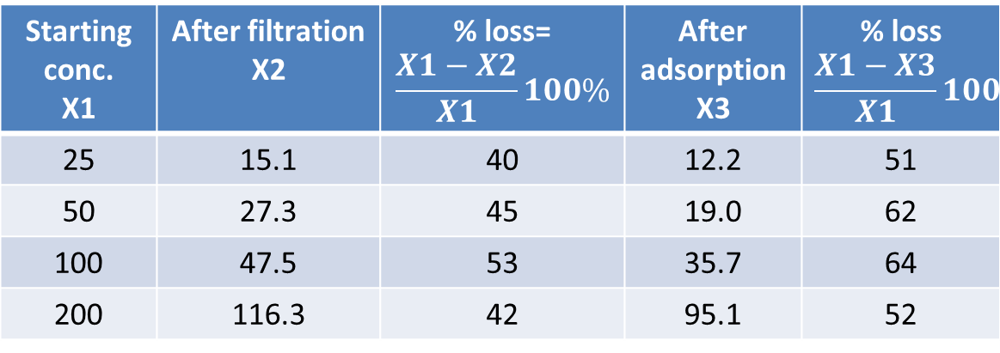 Starting conc. X1 | After filtration X2 | % loss= (X1 − X2)/X1 100% | After adsorption X3 | % loss (X1 − X3)/X1 100
25 | 15.1 | 40 | 12.2 | 51
50 | 27.3 | 45 | 19.0 | 62
100 | 47.5 | 53 | 35.7 | 64
200 | 116.3 | 42 | 95.1 | 52